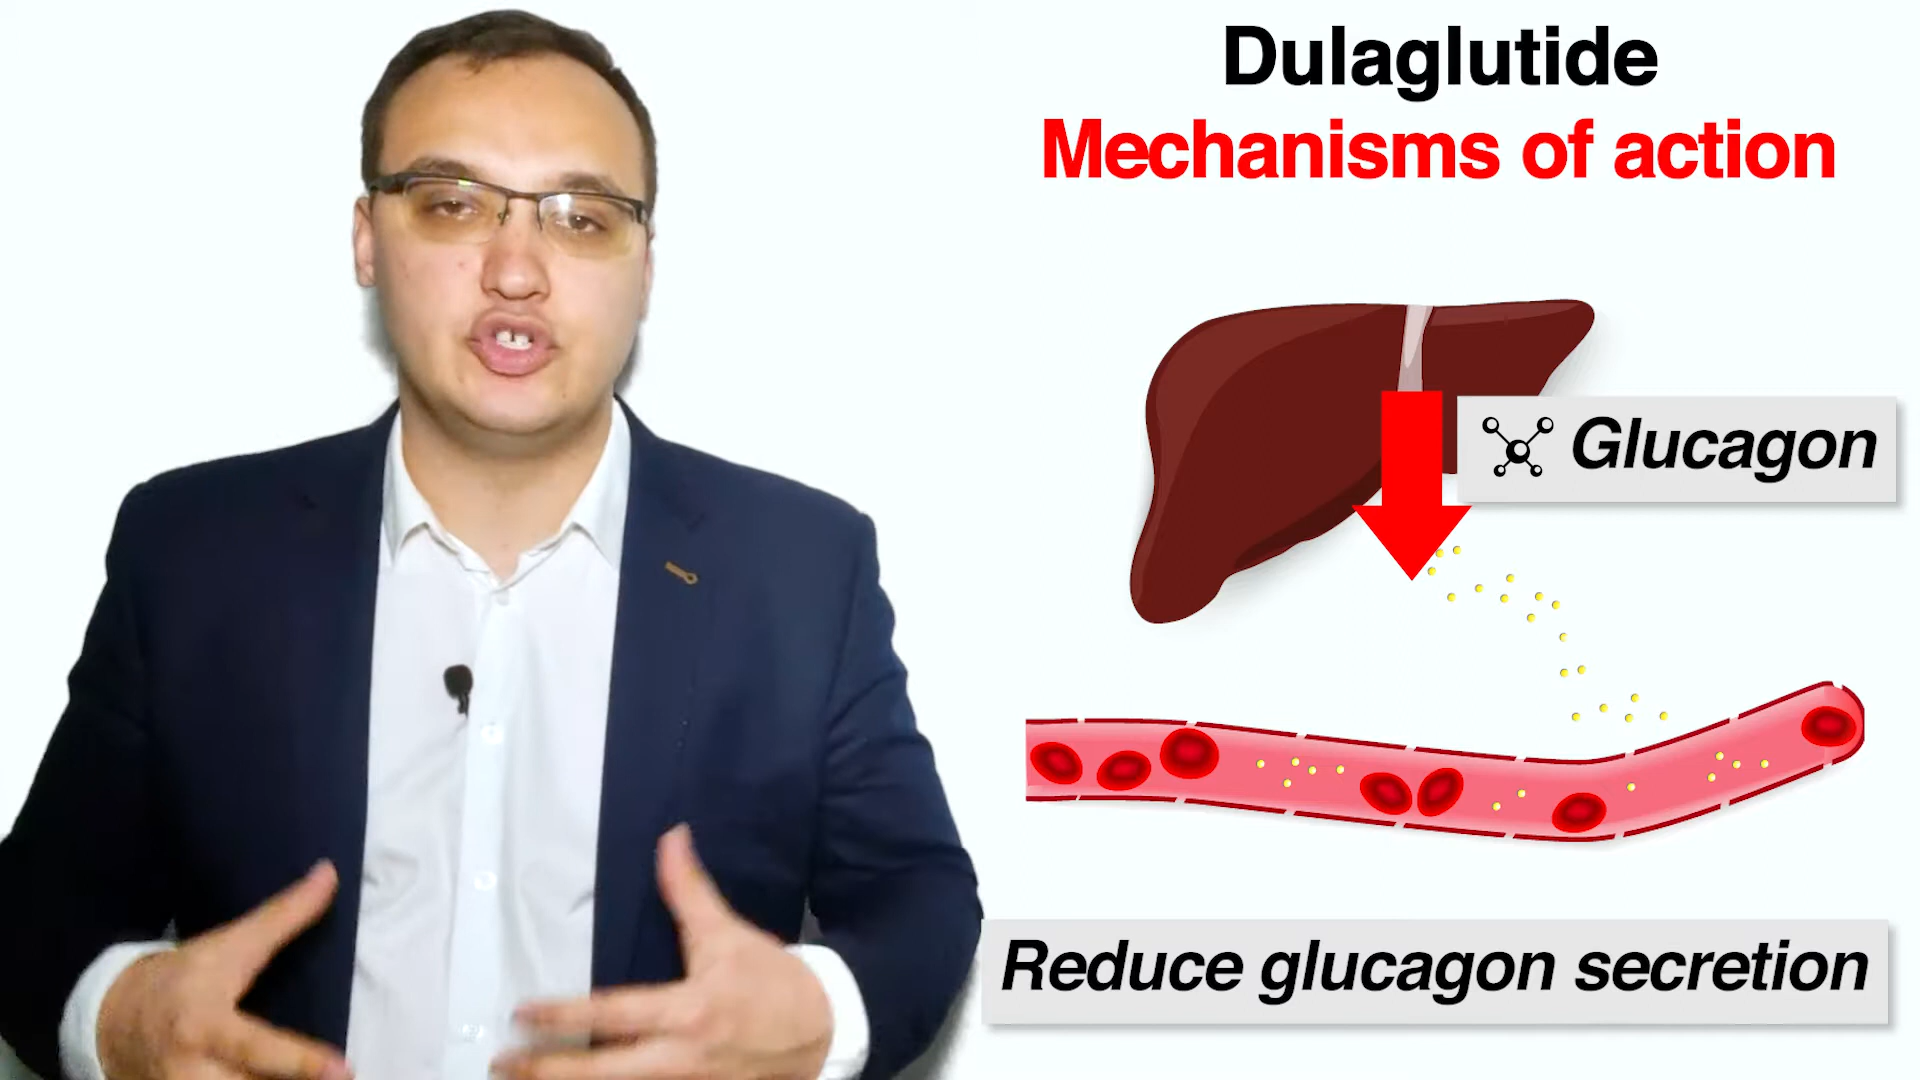 Dulaglutide
Mechanisms of action
Glucagon
Reduce glucagon secretion